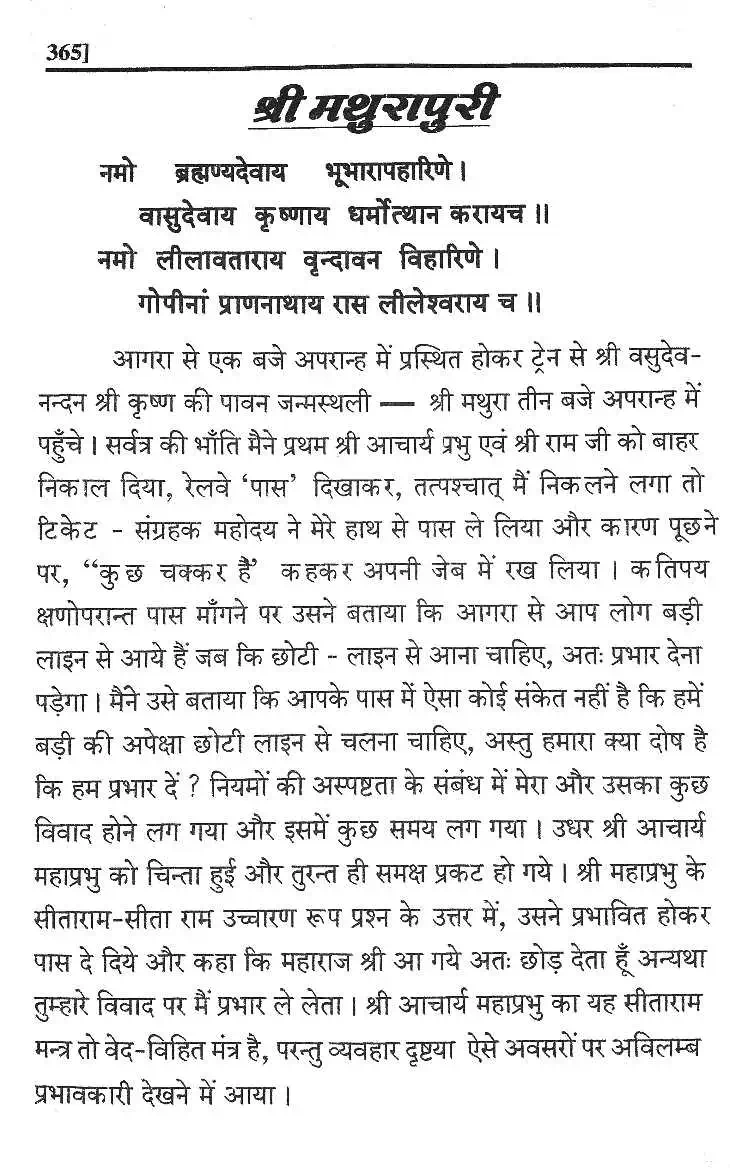 365]
श्री मथुरापुरी
नमो ब्रह्मण्यदेवाय भूभारापहारिणे।
वासुदेवाय कृष्णाय धर्मोत्थान करायच॥
नमो लीलावताराय वृन्दावन विहारिणे।
गोपीनां प्राणनाथाय रास लीलेश्वराय च॥
आगरा से एक बजे अपरान्ह में प्रस्थित होकर ट्रेन से श्री वसुदेव-
नन्दन श्री कृष्ण की पावन जन्मस्थली — श्री मथुरा तीन बजे अपरान्ह में
पहुँचे। सर्वत्र की भाँति मैने प्रथम श्री आचार्य प्रभु एवं श्री राम जी को बाहर
निकाल दिया, रेलवे ‘पास’ दिखाकर, तत्पश्चात् मैं निकलने लगा तो
टिकेट - संग्रहक महोदय ने मेरे हाथ से पास ले लिया और कारण पूछने
पर, “कुछ चक्कर है’ कहकर अपनी जेब में रख लिया। कतिपय
क्षणोपरान्त पास माँगने पर उसने बताया कि आगरा से आप लोग बड़ी
लाइन से आये हैं जब कि छोटी - लाइन से आना चाहिए, अतः प्रभार देना
पड़ेगा। मैने उसे बताया कि आपके पास में ऐसा कोई संकेत नहीं है कि हमें
बड़ी की अपेक्षा छोटी लाइन से चलना चाहिए, अस्तु हमारा क्या दोष है
कि हम प्रभार दें ? नियमों की अस्पष्टता के संबंध में मेरा और उसका कुछ
विवाद होने लग गया और इसमें कुछ समय लग गया। उधर श्री आचार्य
महाप्रभु को चिन्ता हुई और तुरन्त ही समक्ष प्रकट हो गये। श्री महाप्रभु के
सीताराम-सीता राम उच्चारण रूप प्रश्न के उत्तर में, उसने प्रभावित होकर
पास दे दिये और कहा कि महाराज श्री आ गये अतः छोड़ देता हूँ अन्यथा
तुम्हारे विवाद पर मैं प्रभार ले लेता। श्री आचार्य महाप्रभु का यह सीताराम
मन्त्र तो वेद-विहित मंत्र है, परन्तु व्यवहार दृष्टया ऐसे अवसरों पर अविलम्ब
प्रभावकारी देखने में आया।